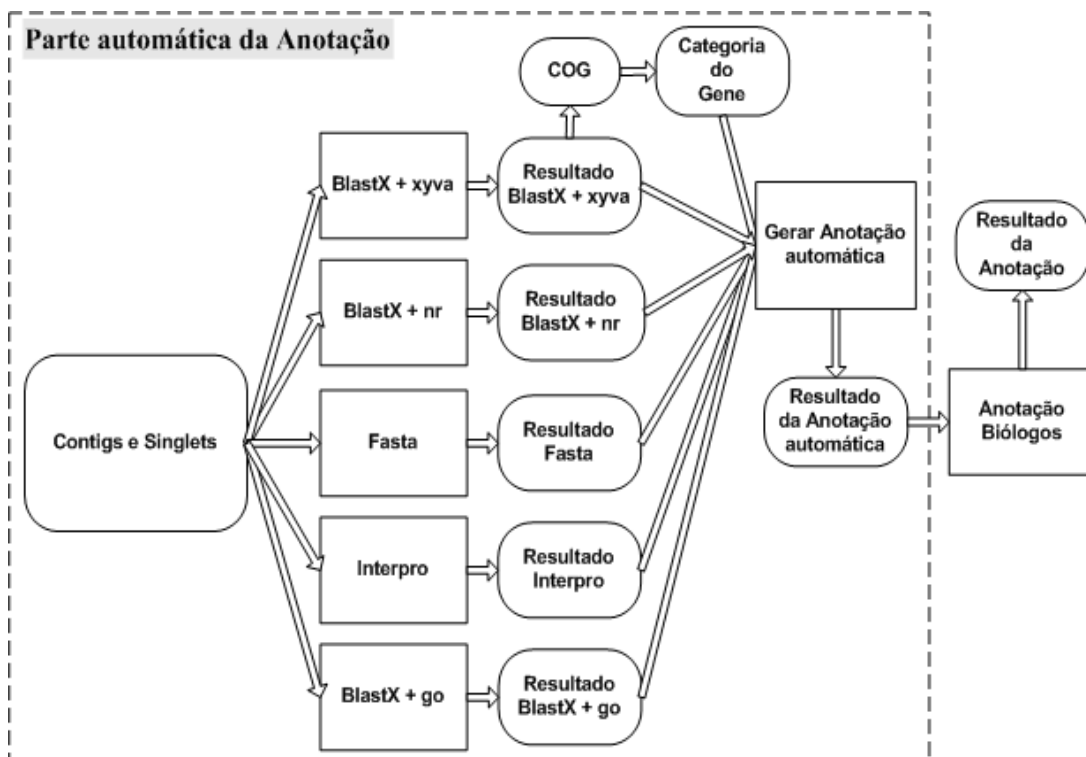 Parte automática da Anotação
COG
Categoria
do
Gene
BlastX + xyva
Resultado
BlastX + xyva
Gerar Anotação
automática
Resultado
da
Anotação
BlastX + nr
Resultado
BlastX + nr
Contigs e Singlets
Fasta
Resultado
Fasta
Resultado
da Anotação
automática
Anotação
Biólogos
Interpro
Resultado
Interpro
BlastX + go
Resultado
BlastX + go